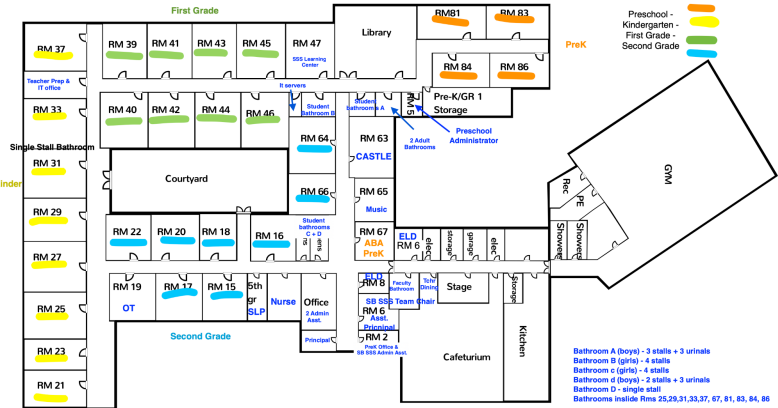 First Grade
Preschool -
Kindergarten -
First Grade -
Second Grade
RM 37
RM 39
RM 41
RM 43
RM 45
RM 47
SSS Learning
Center
Library
RM81
RM 83
PreK
RM 84
RM 86
Teacher Prep &
IT office
It servers
RM 33
RM 40
RM 42
RM 44
RM 46
Student
Bathroom B
Student
bathrooms A
RM 5
Pre-K/GR 1
Storage
2 Adult
Bathrooms
Preschool
Administrator
RM 64
RM 63
CASTLE
Single Stall Bathroom
RM 31
inder
Courtyard
RM 66
RM 65
Music
GYM
Rec
PE
Showers
Showers
RM 29
RM 22
RM 20
RM 18
RM 16
Student
bathrooms
C + D
RM 67
ABA
PreK
ELD
RM 6
elec
storage
garage
elec
RM 27
RM 19
OT
RM 17
RM 15
5th
gr
SLP
Nurse
Office
2 Admin
Asst.
Principal
ELD
RM 8
Faculty
Bathroom
Tchr
Dining
Stage
Storage
SB SSS Team Chair
RM 6
Asst.
Pricnipal
RM 2
PreK Office &
SB SSS Admin Asst.
Cafeturium
Kitchen
RM 25
Second Grade
RM 23
RM 21
Bathroom A (boys) - 3 stalls + 3 urinals
Bathroom B (girls) - 4 stalls
Bathroom c (girls) - 4 stalls
Bathroom d (boys) - 2 stalls + 3 urinals
Bathroom D - single stall
Bathrooms inslide Rms 25,29,31,33,37, 67, 81, 83, 84, 86